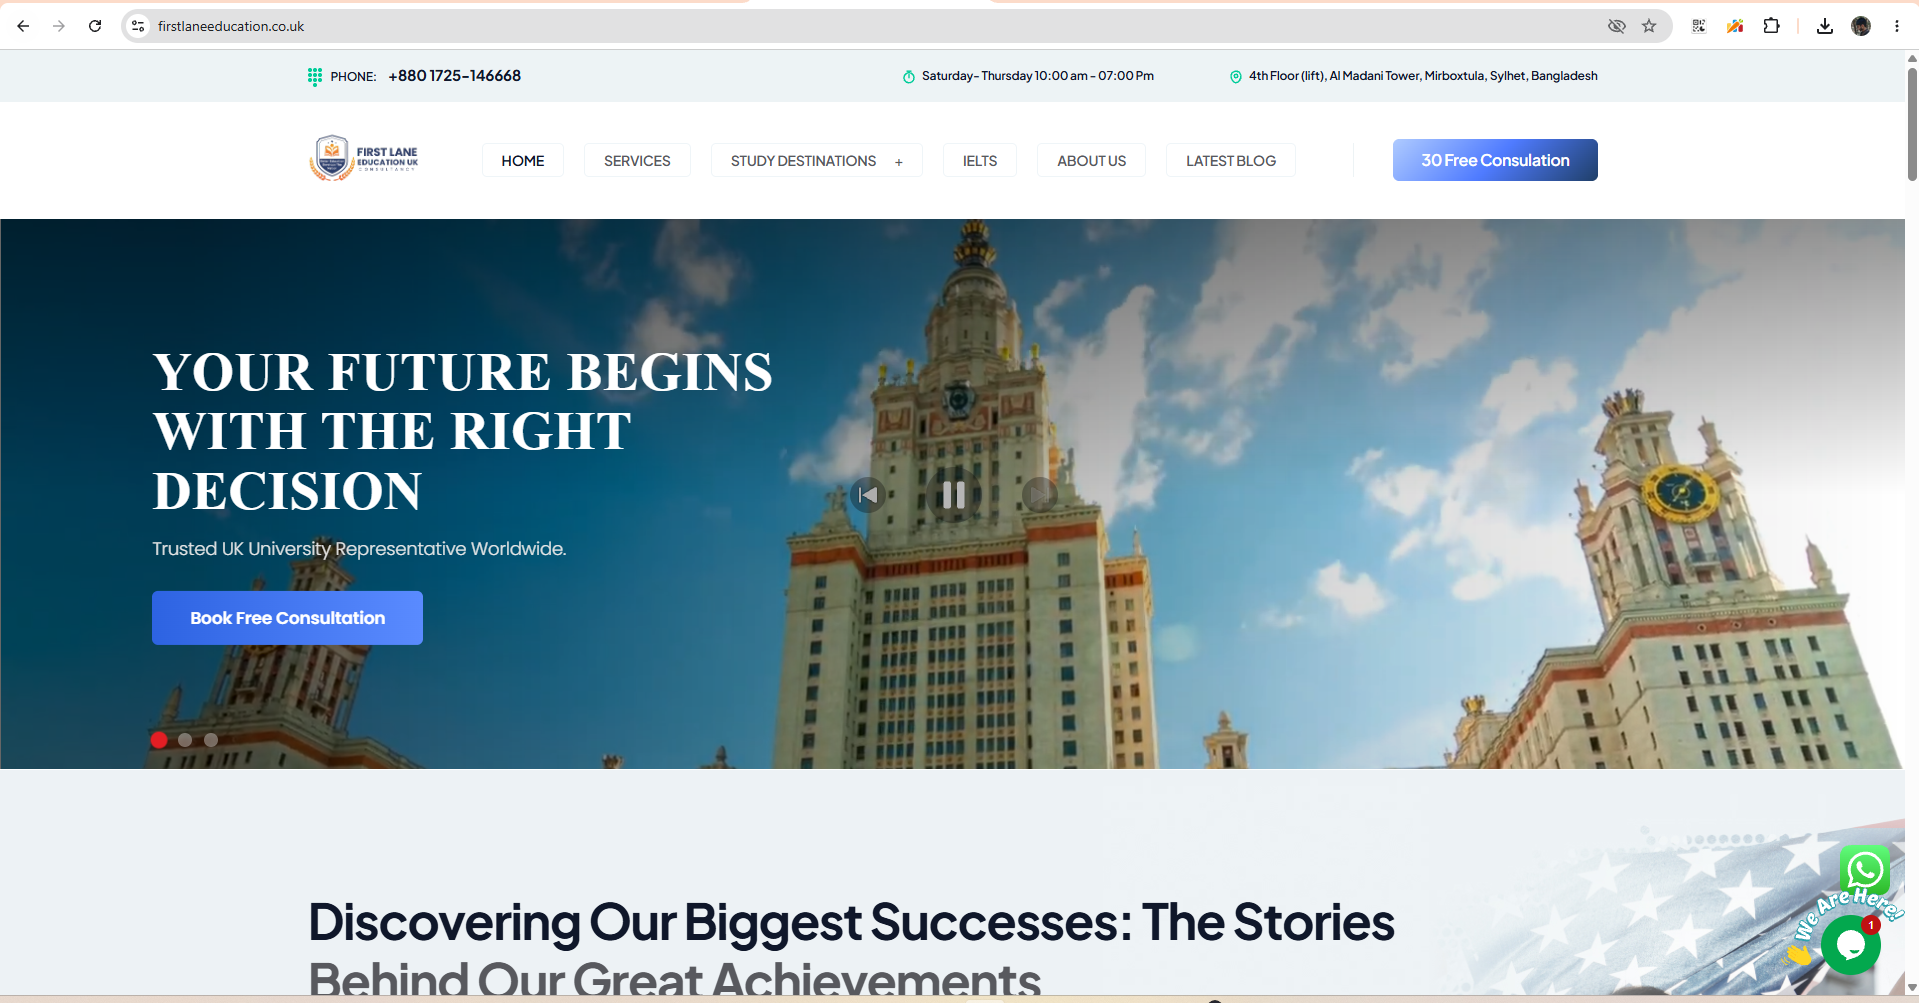 firstlaneeducation.co.uk
PHONE: +880 1725-146668
Saturday- Thursday 10:00 am - 07:00 Pm
4th Floor (lift), Al Madani Tower, Mirboxtula, Sylhet, Bangladesh
FIRST LANE
EDUCATION UK
CONSULTANCY
HOME
SERVICES
STUDY DESTINATIONS +
IELTS
ABOUT US
LATEST BLOG
30 Free Consulation
YOUR FUTURE BEGINS
WITH THE RIGHT
DECISION
Trusted UK University Representative Worldwide.
Book Free Consultation
Discovering Our Biggest Successes: The Stories
Behind Our Great Achievements
We Are Here!
1